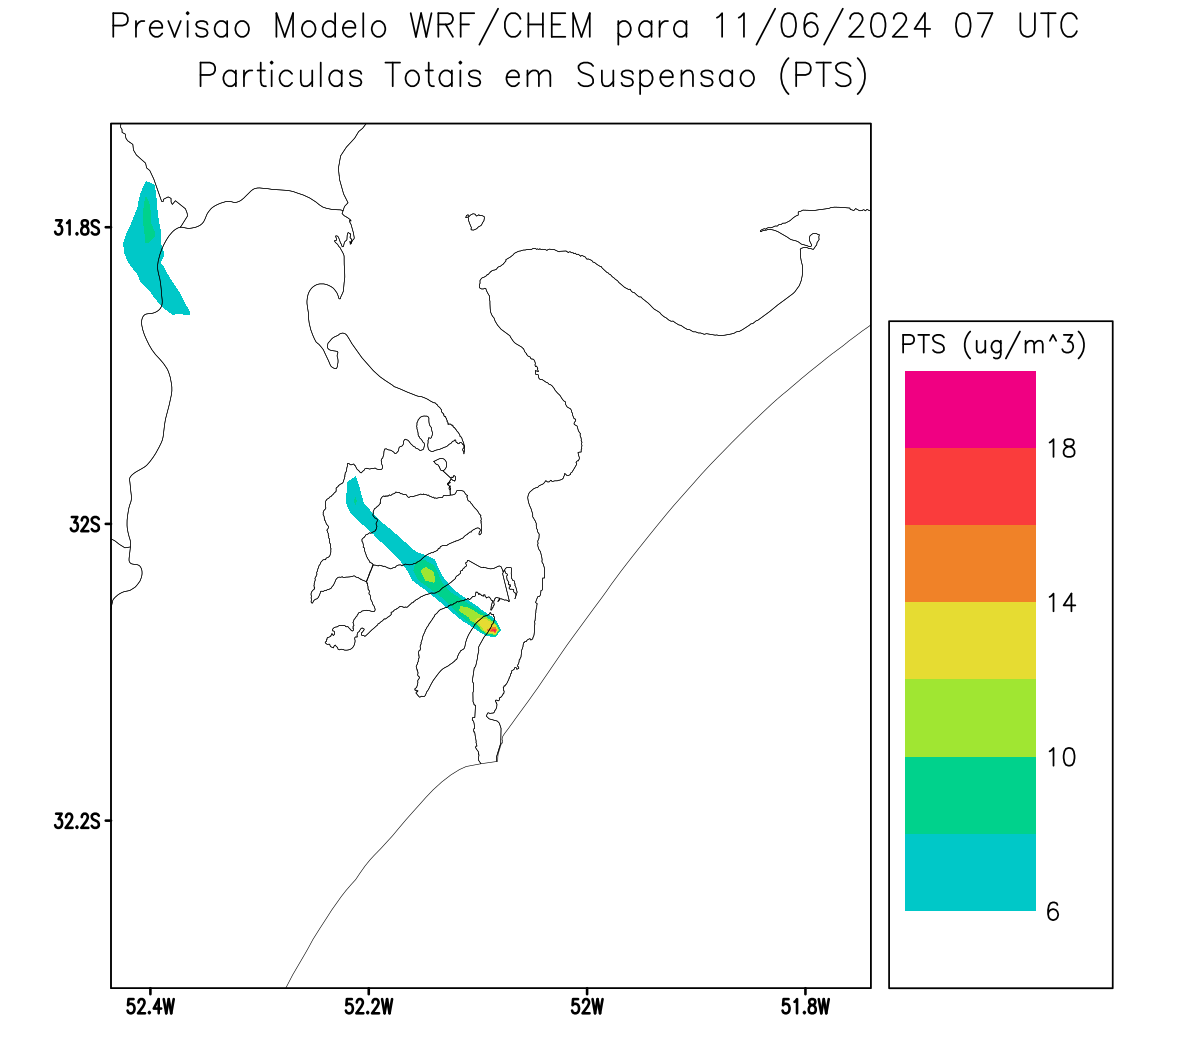 Previsao Modelo WRF/CHEM para 11/06/2024 07 UTC
Particulas Totais em Suspensao (PTS)
31.8S
32S
32.2S
52.4W
52.2W
52W
51.8W
PTS (ug/m^3)
18
14
10
6